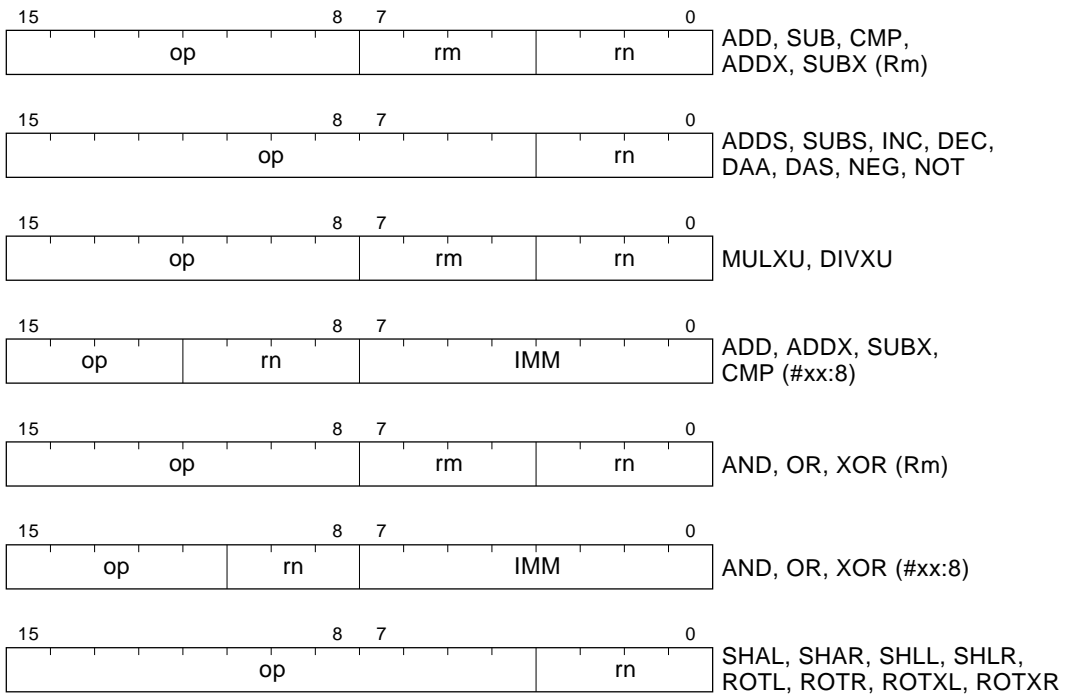 15 8 7 0
op rm rn
ADD, SUB, CMP,
ADDX, SUBX (Rm)
15 8 7 0
op rn
ADDS, SUBS, INC, DEC,
DAA, DAS, NEG, NOT
15 8 7 0
op rm rn MULXU, DIVXU
15 8 7 0
op rn IMM
ADD, ADDX, SUBX,
CMP (#xx:8)
15 8 7 0
op rm rn AND, OR, XOR (Rm)
15 8 7 0
op rn IMM AND, OR, XOR (#xx:8)
15 8 7 0
op rn
SHAL, SHAR, SHLL, SHLR,
ROTL, ROTR, ROTXL, ROTXR